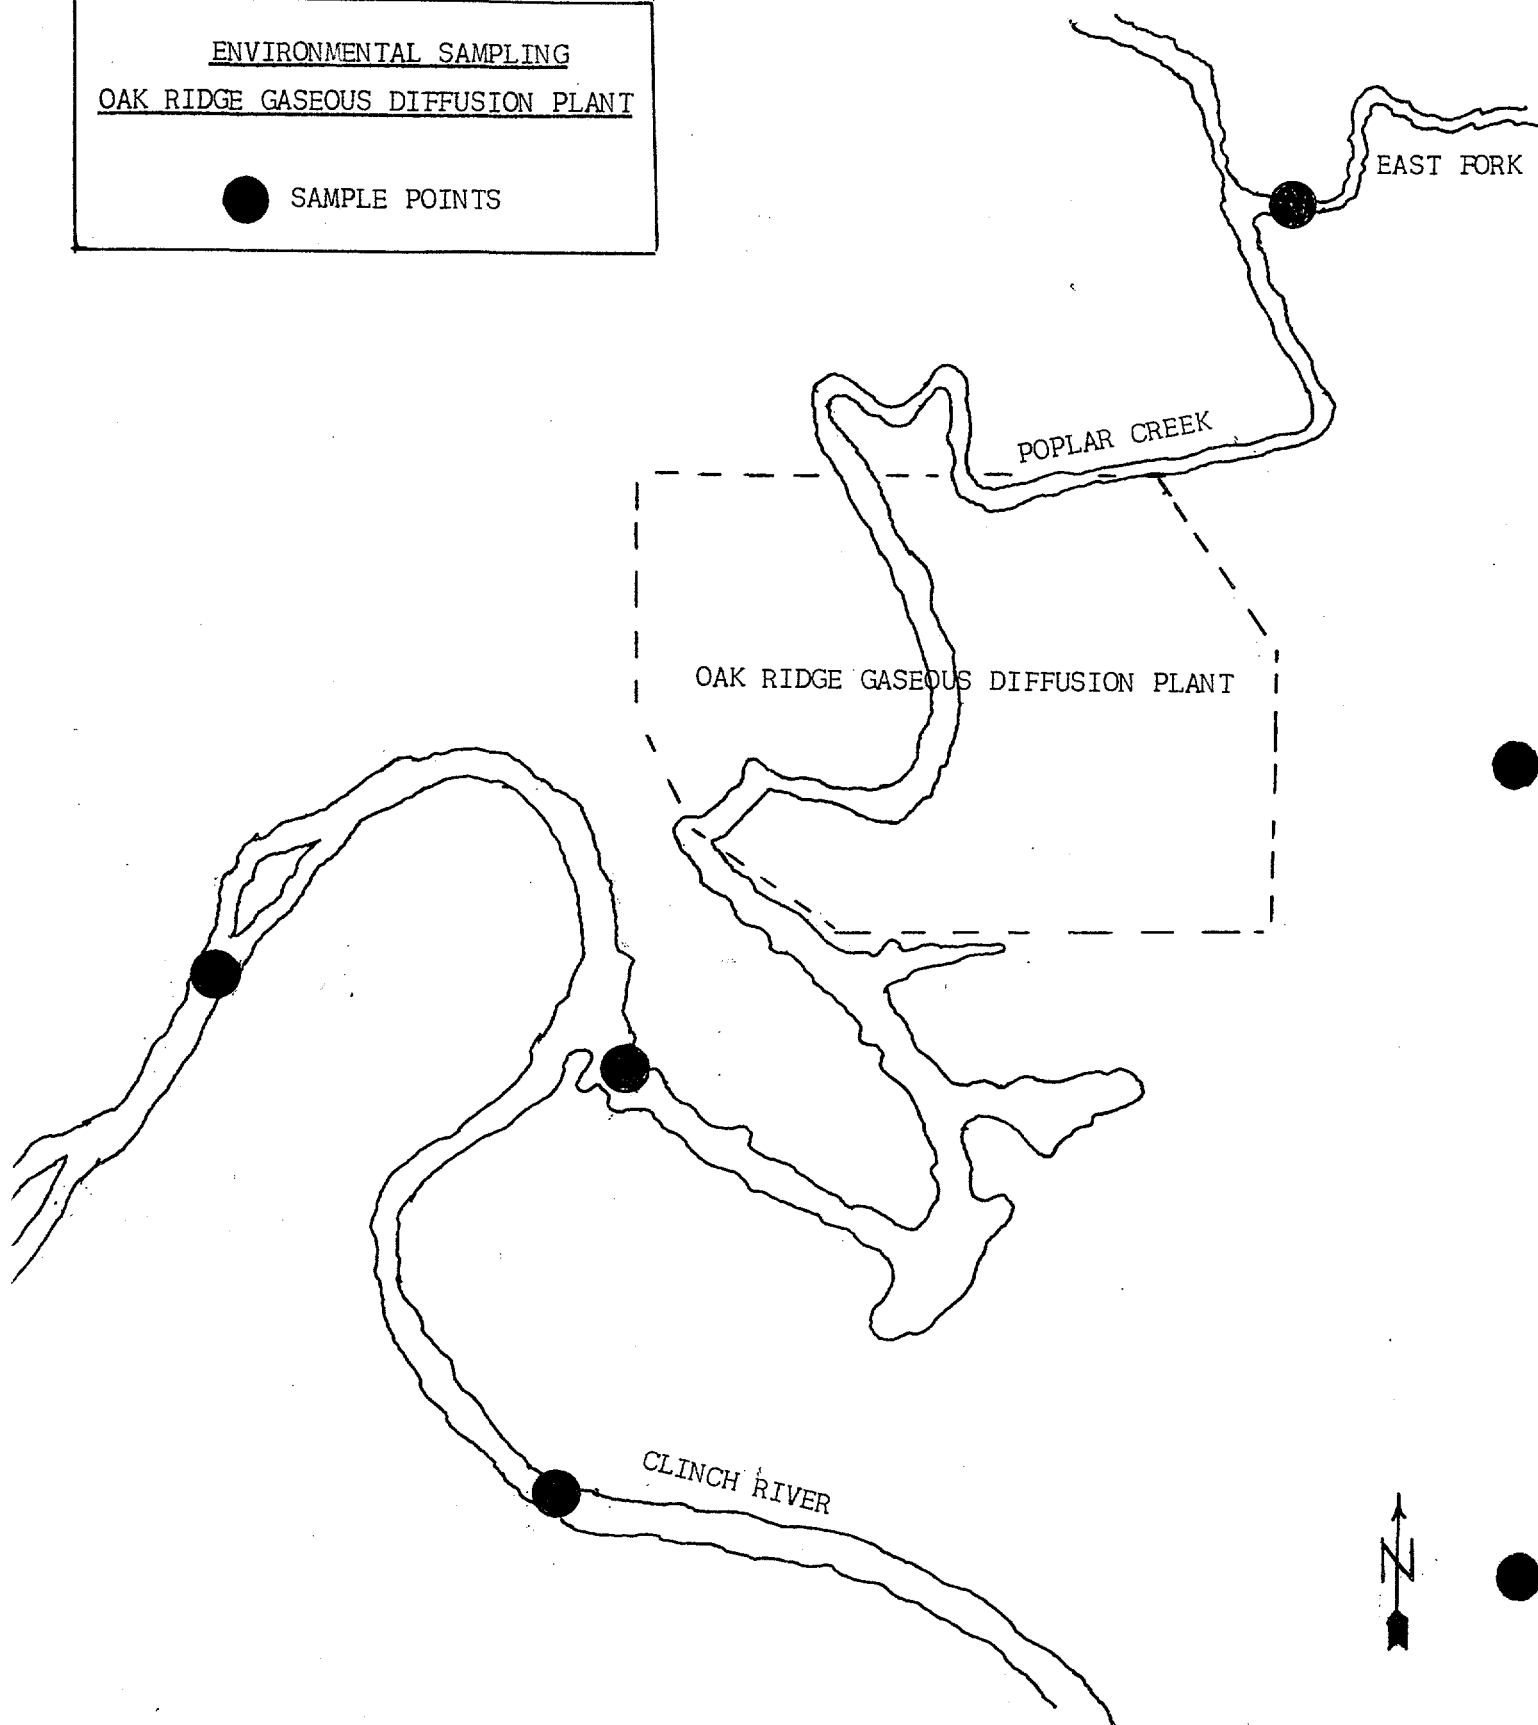 ENVIRONMENTAL SAMPLING
OAK RIDGE GASEOUS DIFFUSION PLANT
SAMPLE POINTS
EAST FORK
POPLAR CREEK
OAK RIDGE GASEOUS DIFFUSION PLANT
CLINCH RIVER
N